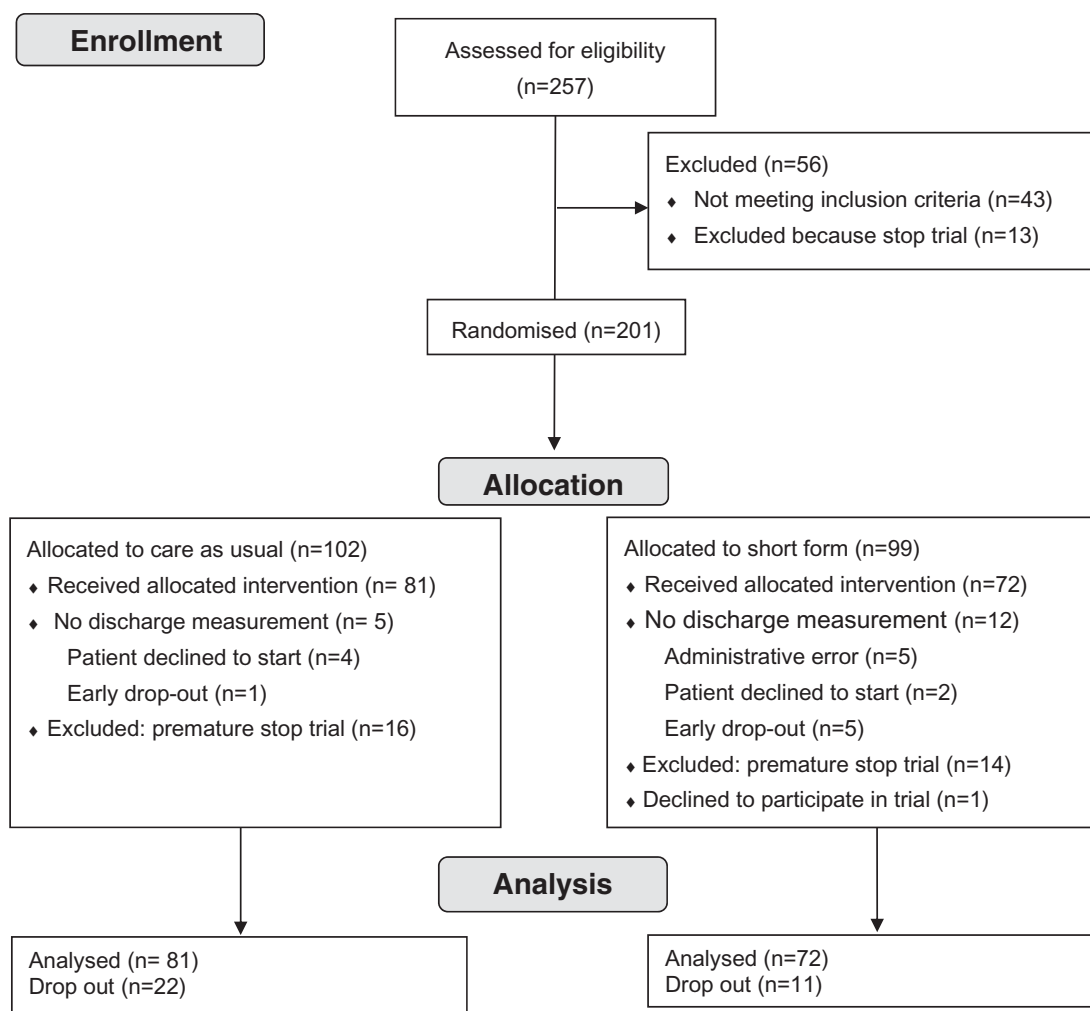 Enrollment
Assessed for eligibility
(n=257)
Excluded (n=56)
♦ Not meeting inclusion criteria (n=43)
♦ Excluded because stop trial (n=13)
Randomised (n=201)
Allocation
Allocated to care as usual (n=102)
♦ Received allocated intervention (n= 81)
♦ No discharge measurement (n= 5)
Patient declined to start (n=4)
Early drop-out (n=1)
♦ Excluded: premature stop trial (n=16)
Allocated to short form (n=99)
♦ Received allocated intervention (n=72)
♦ No discharge measurement (n=12)
Administrative error (n=5)
Patient declined to start (n=2)
Early drop-out (n=5)
♦ Excluded: premature stop trial (n=14)
♦ Declined to participate in trial (n=1)
Analysis
Analysed (n= 81)
Drop out (n=22)
Analysed (n=72)
Drop out (n=11)